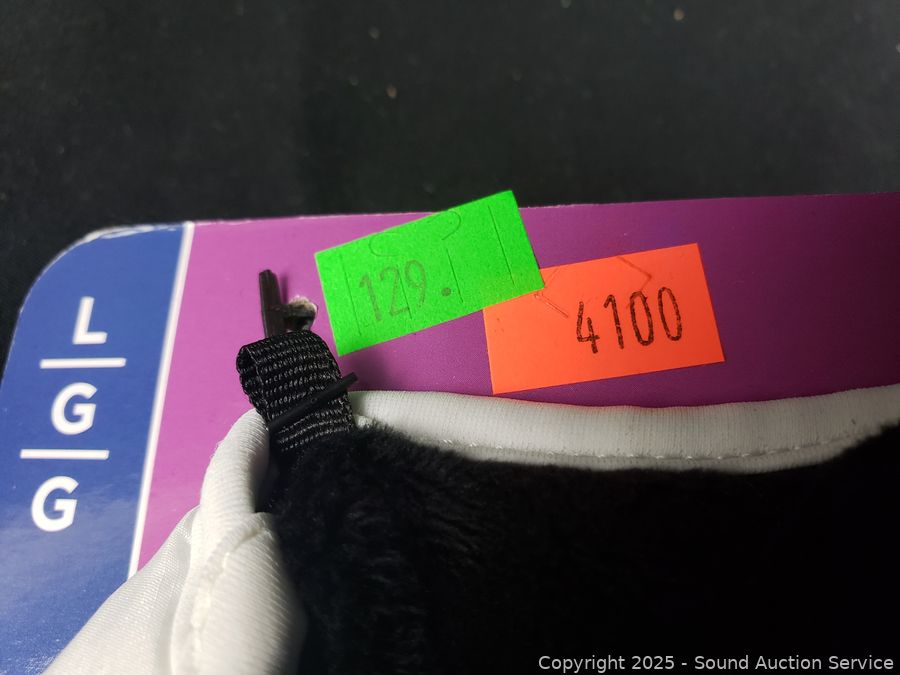 L
G
G
129.
4100
Copyright © 2025 - Sound Auction Service